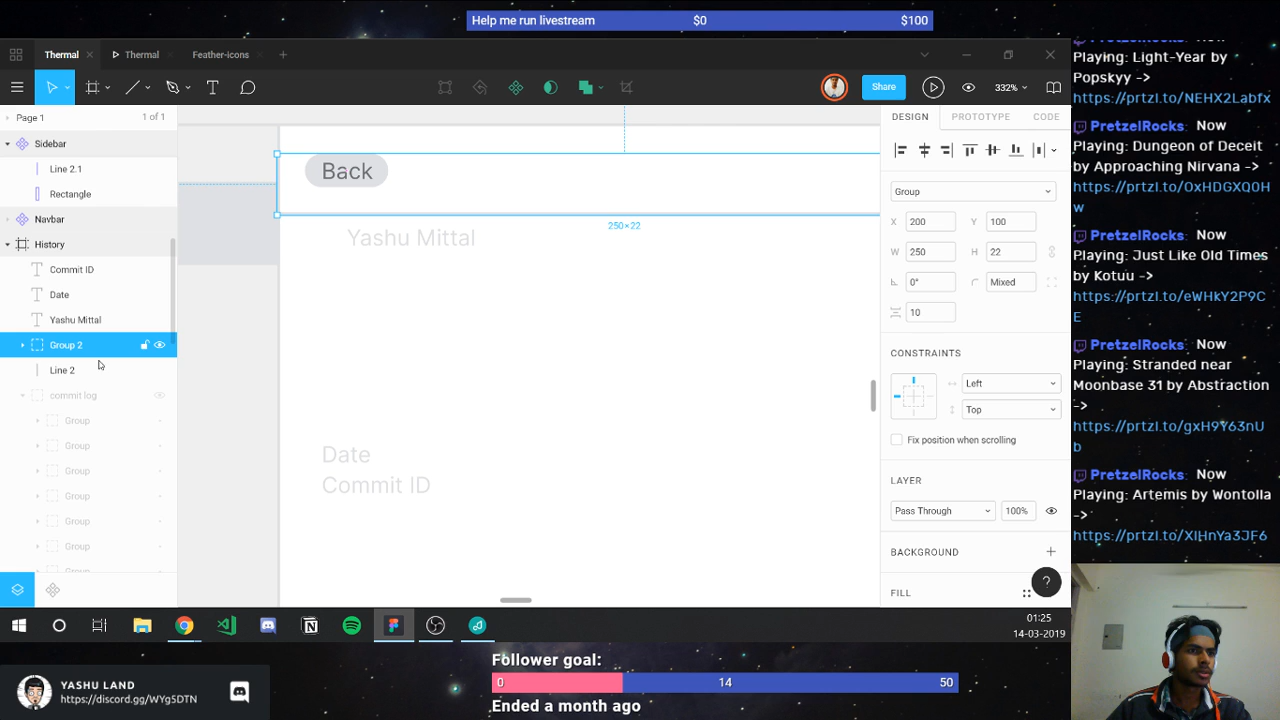 Help me run livestream $0 $100
Thermal Thermal Feather-icons
Share 332%
Page 1 1 of 1
Sidebar
Line 2.1
Rectangle
Navbar
History
Commit ID
Date
Yashu Mittal
Group 2
Line 2
commit log
Group
Group
Group
Group
Group
Group
Back
250×22
Yashu Mittal
Date
Commit ID
DESIGN PROTOTYPE CODE
Group
X 200 Y 100
W 250 H 22
0° Mixed
10
CONSTRAINTS
Left
Top
Fix position when scrolling
LAYER
Pass Through 100%
BACKGROUND
FILL
?
01:25
14-03-2019
PretzelRocks: Now
Playing: Light-Year by
Popskyy ->
https://prtzl.to/NEHX2Labfx
PretzelRocks: Now
Playing: Dungeon of Deceit
by Approaching Nirvana ->
https://prtzl.to/OxHDGXQ0H
w
PretzelRocks: Now
Playing: Just Like Old Times
by Kotuu ->
https://prtzl.to/eWHkY2P9C
E
PretzelRocks: Now
Playing: Stranded near
Moonbase 31 by Abstraction
->
https://prtzl.to/gxH9Y63nU
b
PretzelRocks: Now
Playing: Artemis by Wontolla
->
https://prtzl.to/XlHnYa3JF6
YASHU LAND
https://discord.gg/WYg5DTN
Follower goal:
0 14 50
Ended a month ago